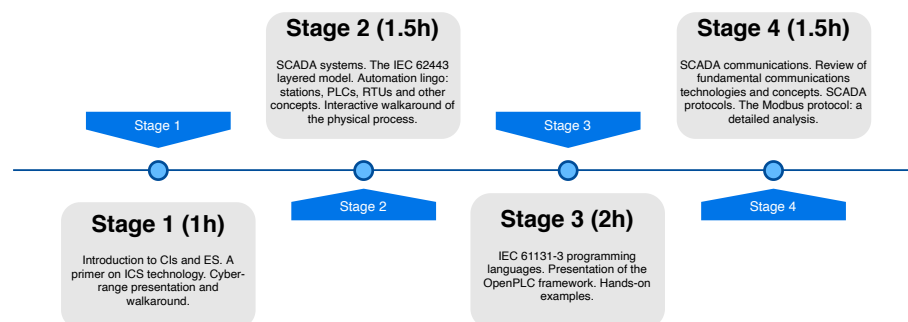 Stage 2 (1.5h)
SCADA systems. The IEC 62443
layered model. Automation lingo:
stations, PLCs, RTUs and other
concepts. Interactive walkaround of
the physical process.
Stage 4 (1.5h)
SCADA communications. Review of
fundamental communications
technologies and concepts. SCADA
protocols. The Modbus protocol: a
detailed analysis.
Stage 1
Stage 3
Stage 2
Stage 4
Stage 1 (1h)
Introduction to CIs and ES. A
primer on ICS technology. Cyber-
range presentation and
walkaround.
Stage 3 (2h)
IEC 61131-3 programming
languages. Presentation of the
OpenPLC framework. Hands-on
examples.